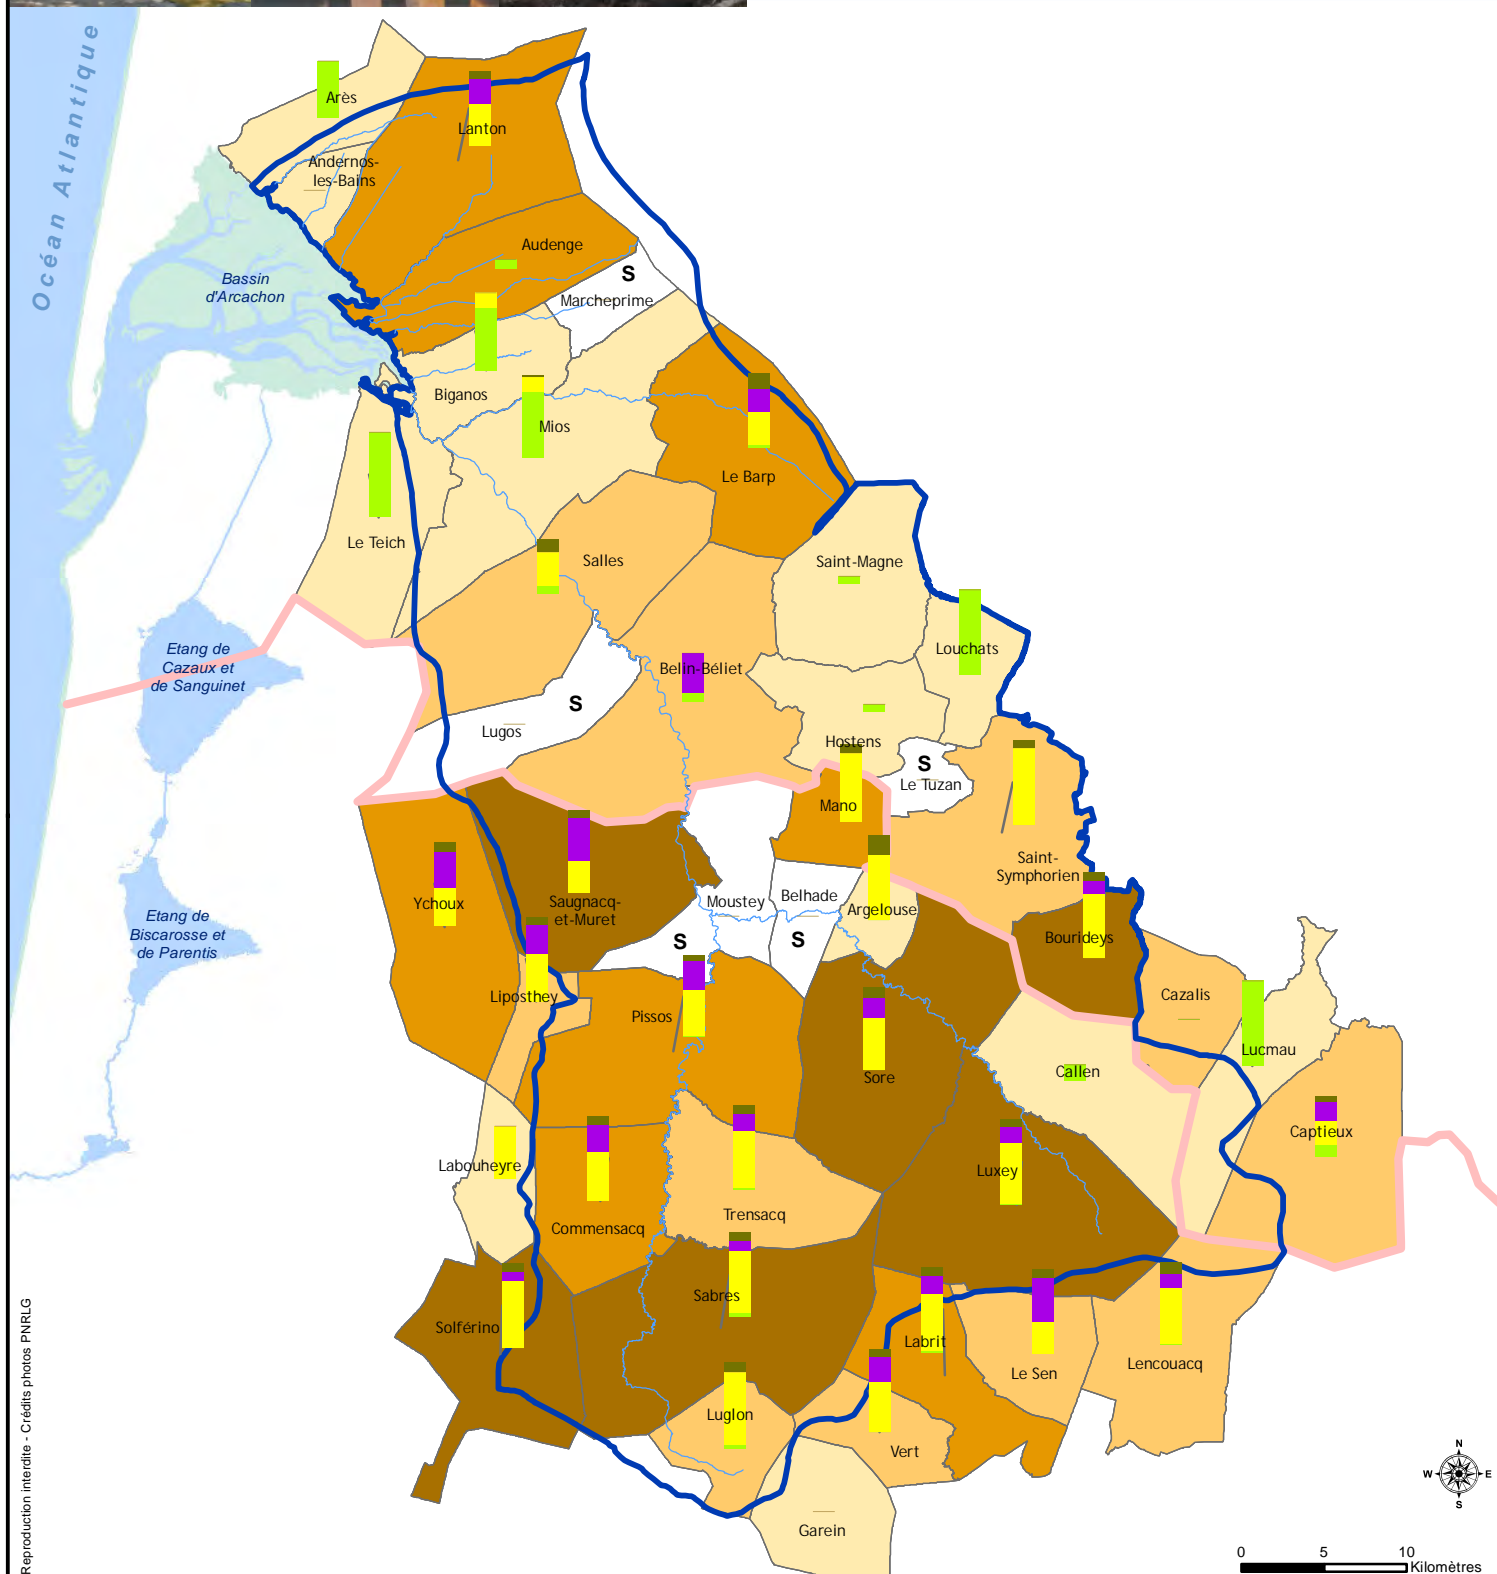 Océan Atlantique
Arès
Lanton
Andernos-
les-Bains
Audenge
Bassin
d'Arcachon
S
Marcheprime
Biganos
Mios
Le Barp
Le Teich
Salles
Saint-Magne
Louchats
Etang de
Cazaux et
de Sanguinet
Belin-Béliet
S
Lugos
Hostens
S
Le Tuzan
Mano
Saint-
Symphorien
Ychoux
Saugnacq-
et-Muret
Moustey
Belhade
Argelouse
Etang de
Biscarosse et
de Parentis
S
S
Bourideys
Liposthey
Pissos
Cazalis
Lucmau
Sore
Callen
Captieux
Labouheyre
Luxey
Commensacq
Trensacq
Sabres
Solférino
Labrit
Le Sen
Lencouacq
Luglon
Vert
Garein
N
W
E
S
0 5 10
Kilomètres
Reproduction interdite - Crédits photos PNRLG